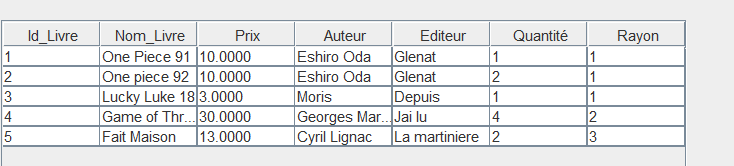 Id_Livre Nom_Livre Prix Auteur Editeur Quantité Rayon
1 One Piece 91 10.0000 Eshiro Oda Glenat 1 1
2 One piece 92 10.0000 Eshiro Oda Glenat 2 1
3 Lucky Luke 18 3.0000 Moris Depuis 1 1
4 Game of Thr... 30.0000 Georges Mar... Jai lu 4 2
5 Fait Maison 13.0000 Cyril Lignac La martiniere 2 3